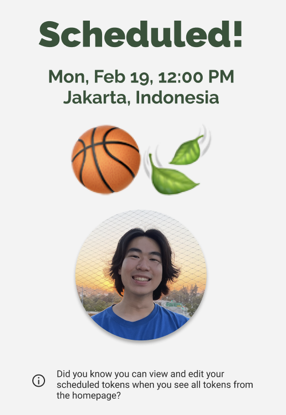 Scheduled!
Mon, Feb 19, 12:00 PM
Jakarta, Indonesia
Did you know you can view and edit your
scheduled tokens when you see all tokens from
the homepage?